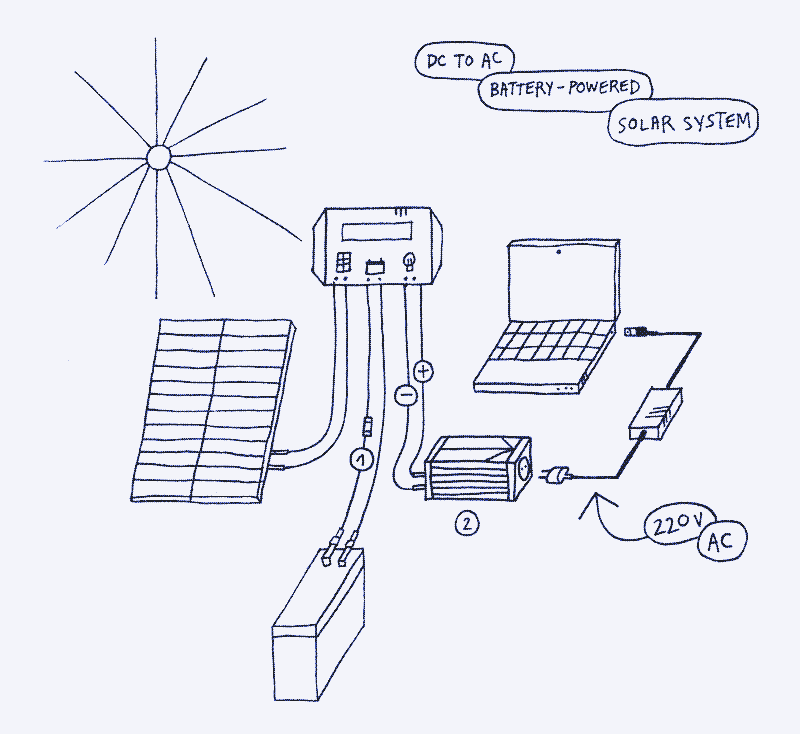 DC TO AC
BATTERY-POWERED
SOLAR SYSTEM
+
−
1
2
220V
AC